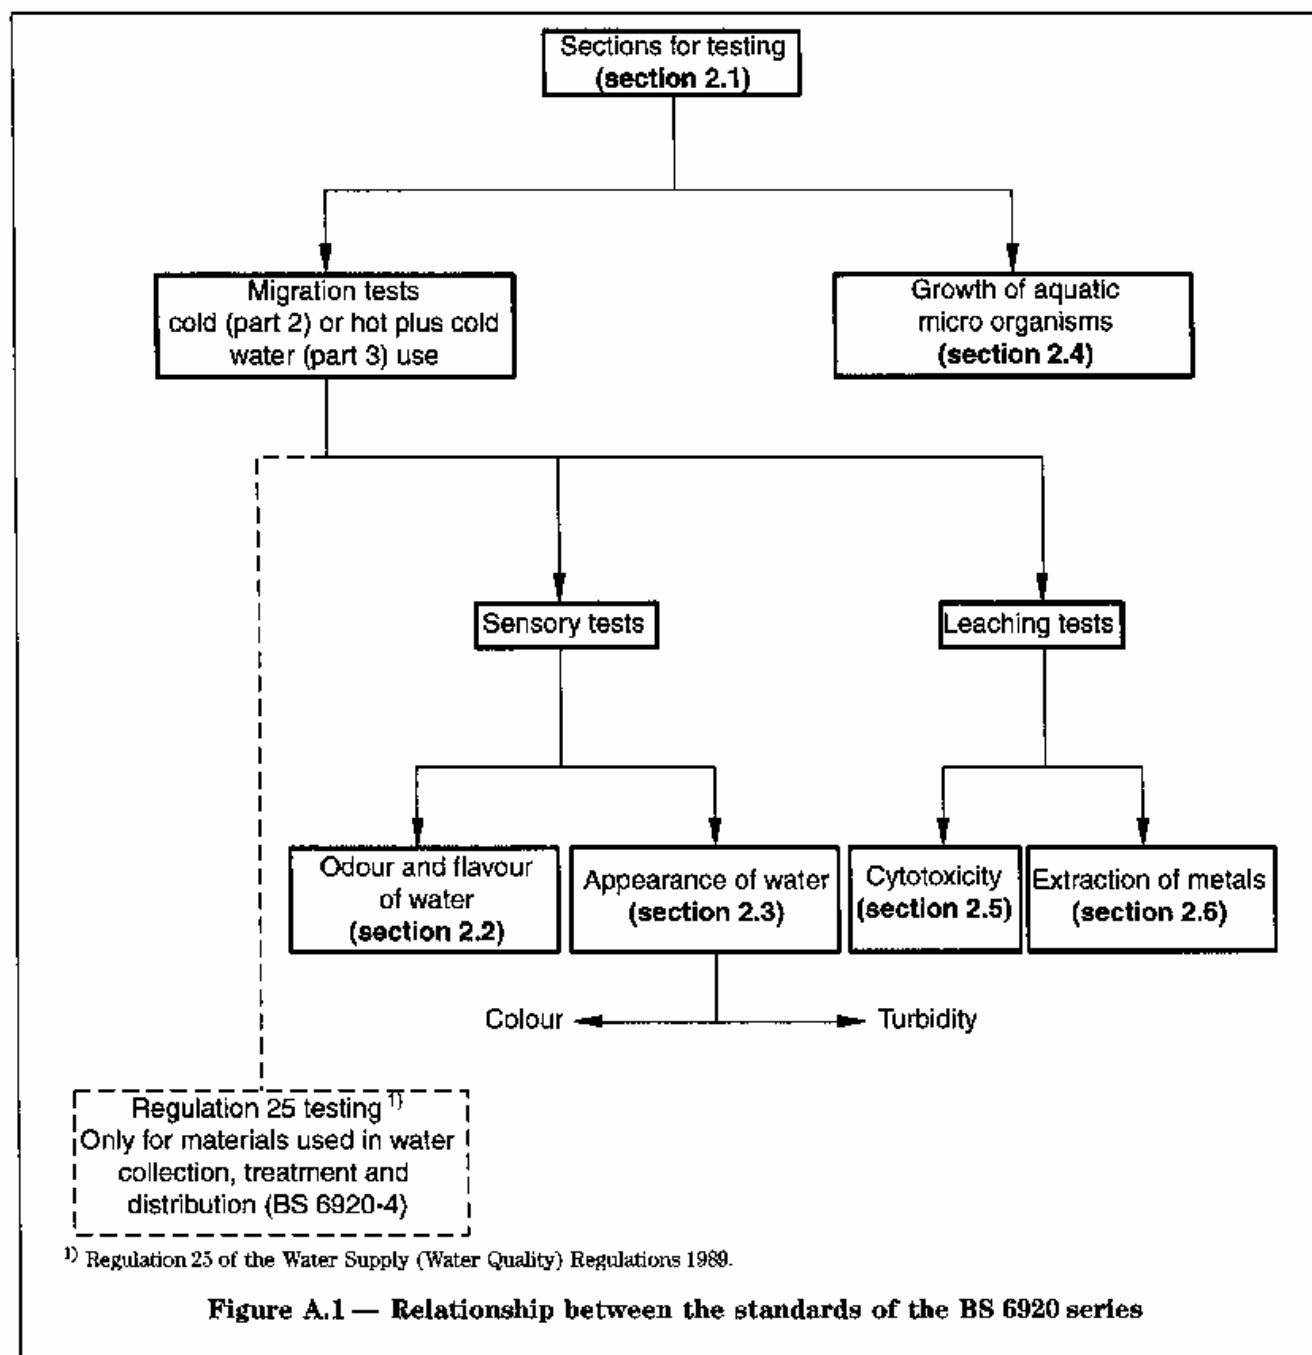 Sections for testing
(section 2.1)
Migration tests
cold (part 2) or hot plus cold
water (part 3) use
Growth of aquatic
micro organisms
(section 2.4)
Sensory tests
Leaching tests
Odour and flavour
of water
(section 2.2)
Appearance of water
(section 2.3)
Cytotoxicity
(section 2.5)
Extraction of metals
(section 2.6)
Colour
Turbidity
Regulation 25 testing 1)
Only for materials used in water
collection, treatment and
distribution (BS 6920-4)
1) Regulation 25 of the Water Supply (Water Quality) Regulations 1989.
Figure A.1 — Relationship between the standards of the BS 6920 series